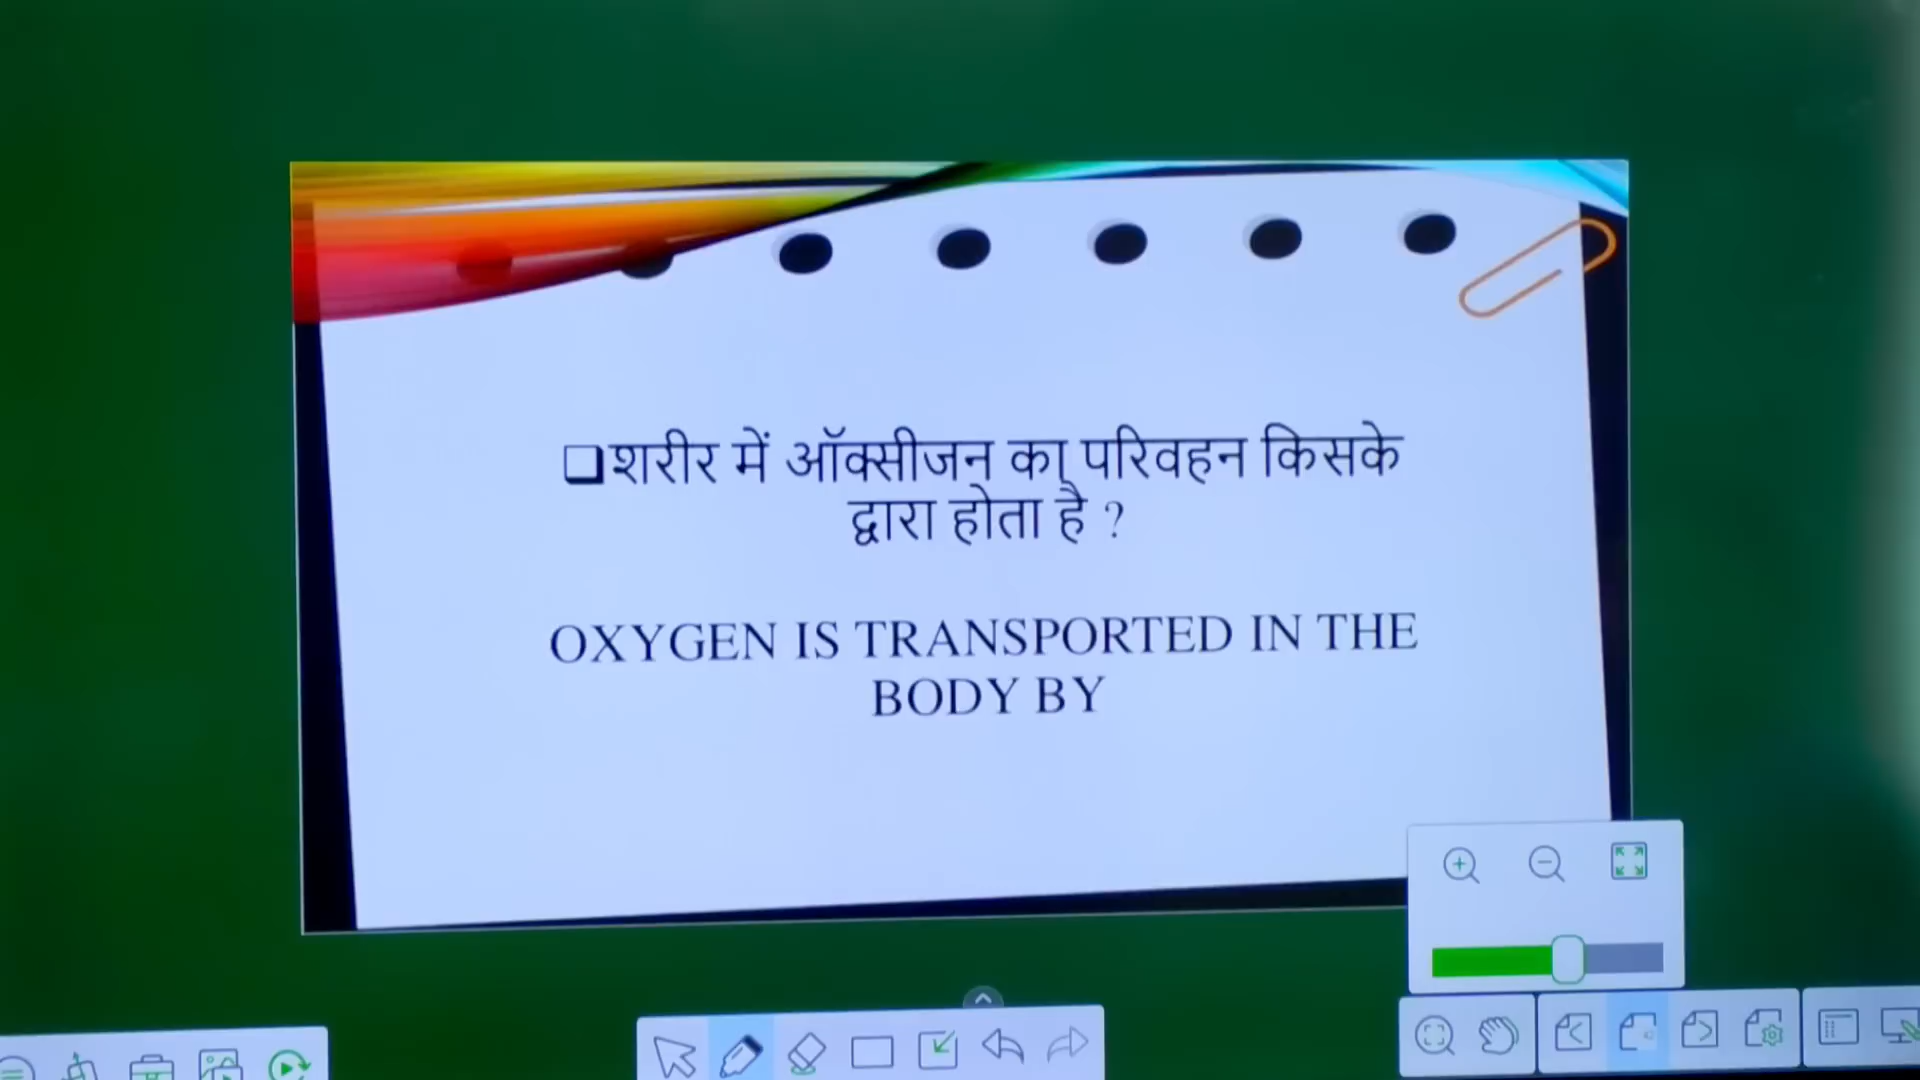 ❑शरीर में ऑक्सीजन का परिवहन किसके
द्वारा होता है ?
OXYGEN IS TRANSPORTED IN THE
BODY BY